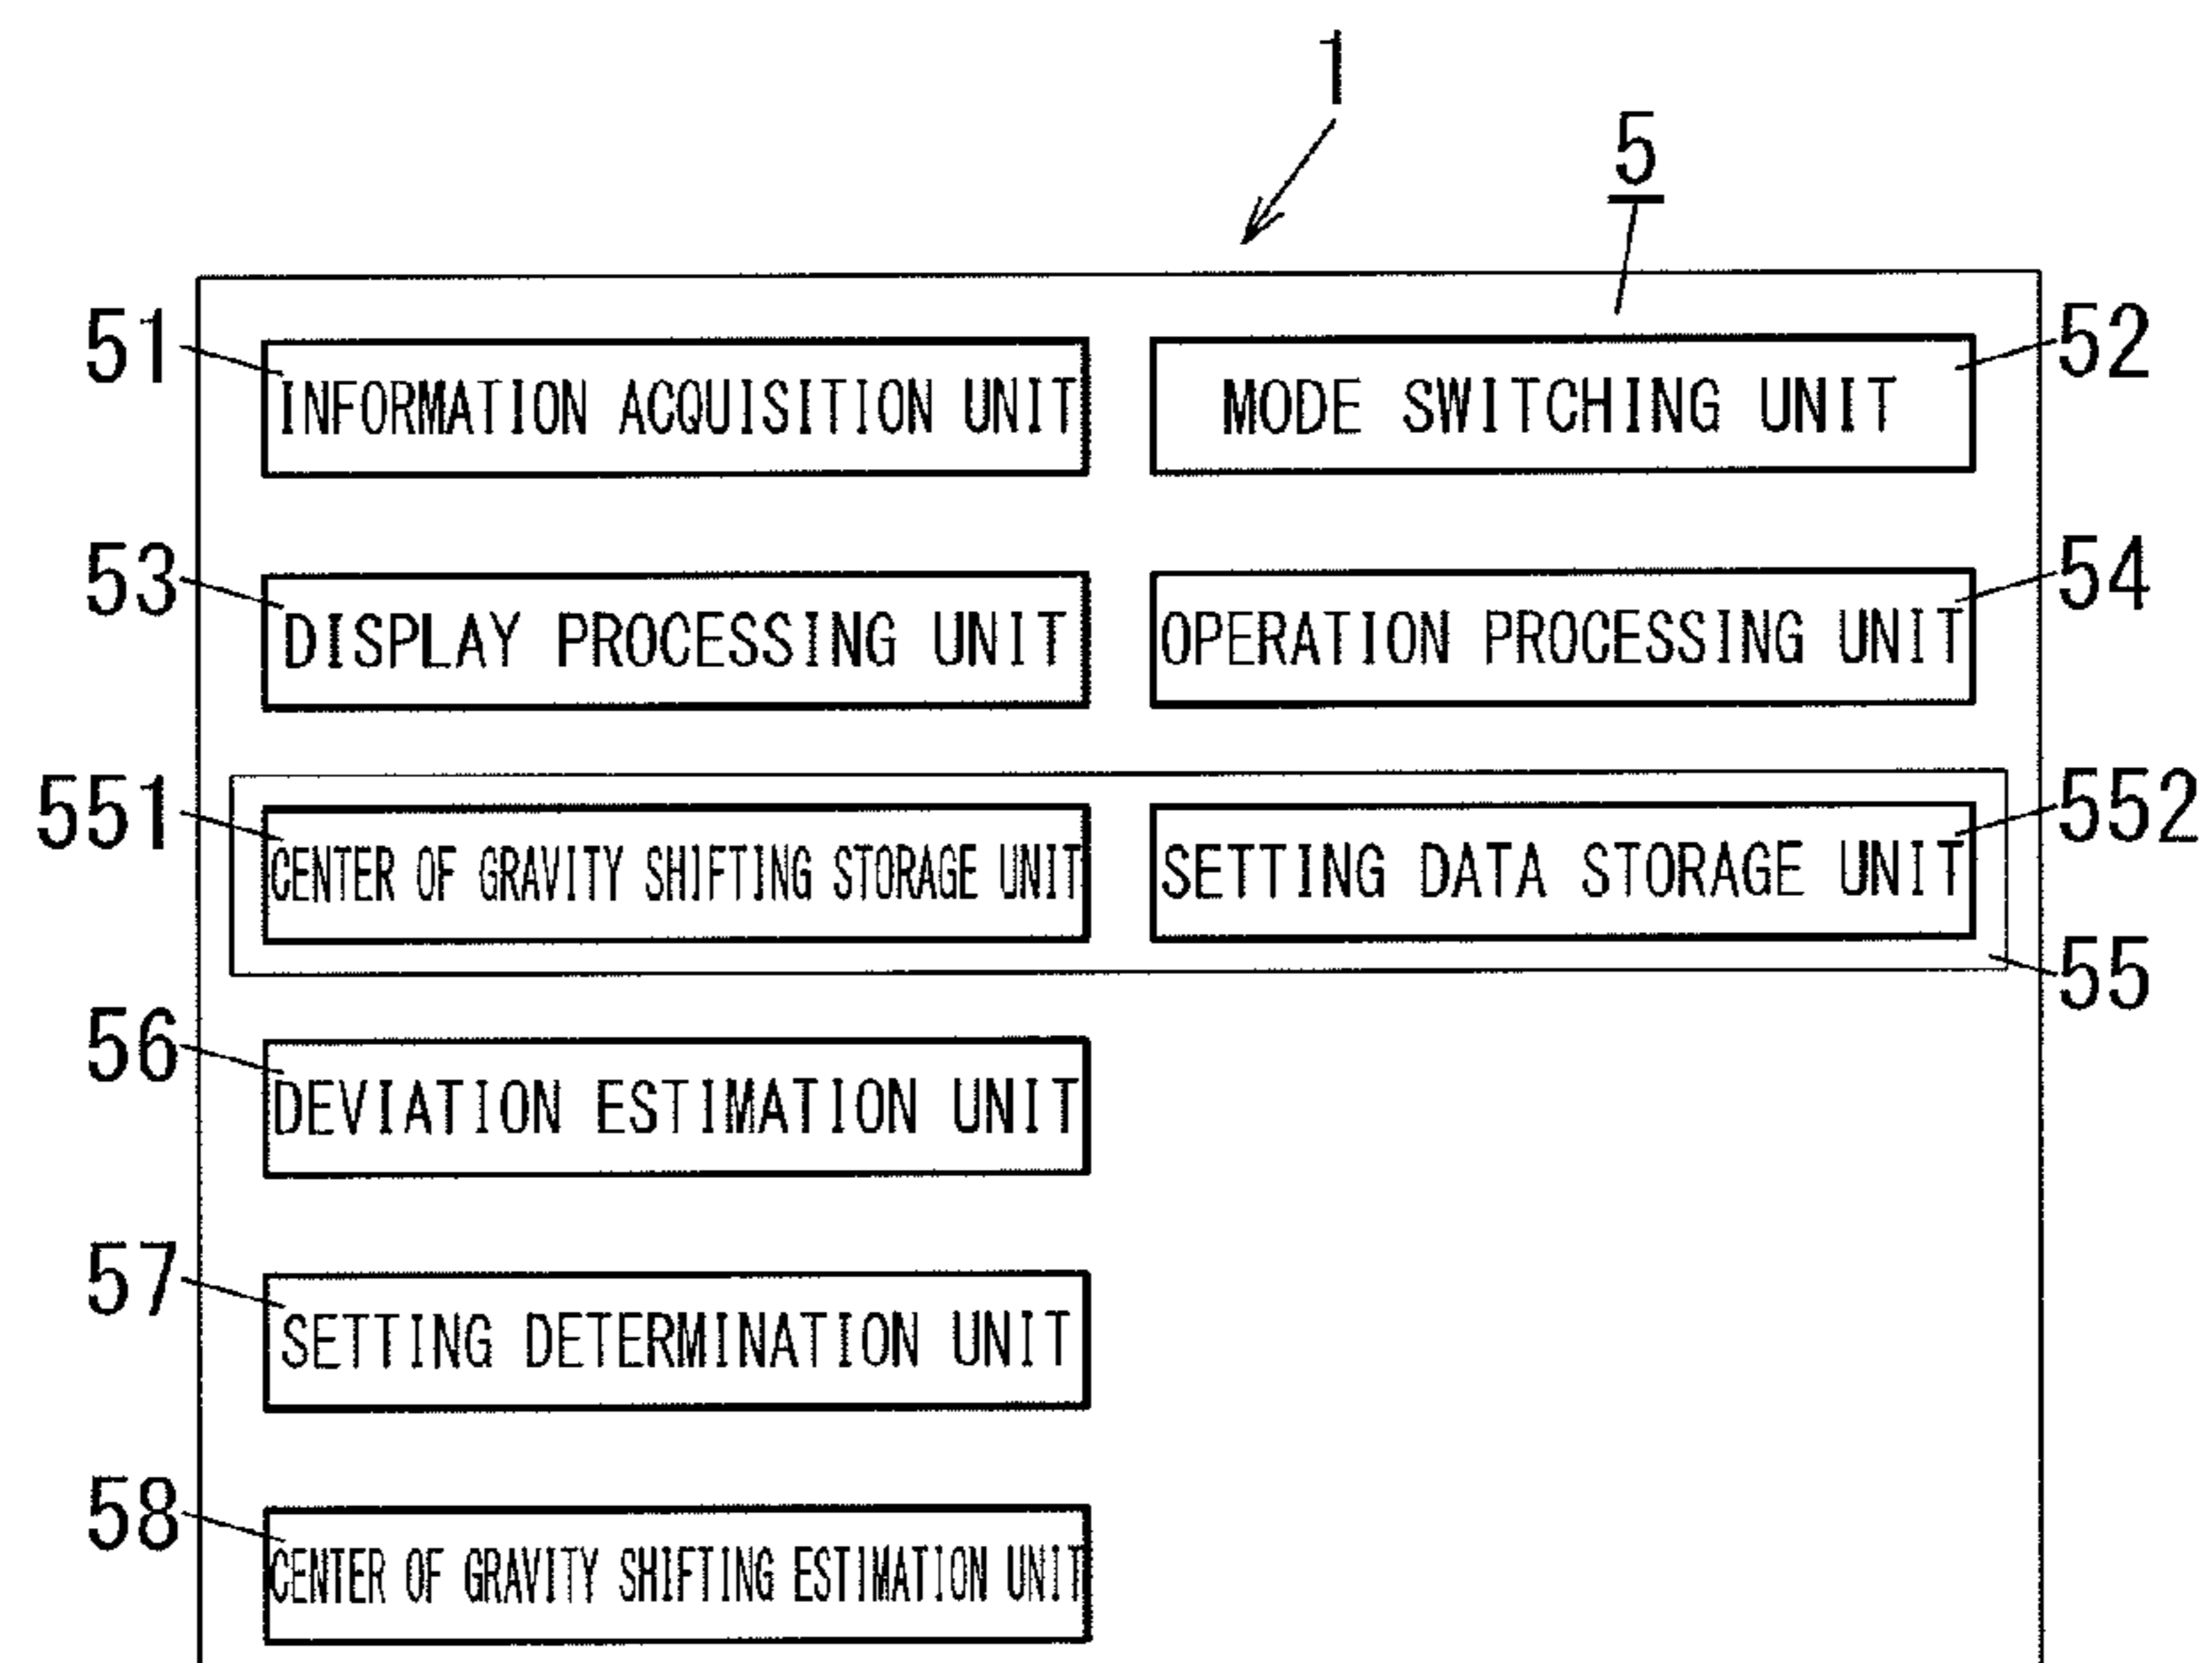 1
5
51
INFORMATION ACQUISITION UNIT
MODE SWITCHING UNIT
52
53
DISPLAY PROCESSING UNIT
OPERATION PROCESSING UNIT
54
551
CENTER OF GRAVITY SHIFTING STORAGE UNIT
SETTING DATA STORAGE UNIT
552
55
56
DEVIATION ESTIMATION UNIT
57
SETTING DETERMINATION UNIT
58
CENTER OF GRAVITY SHIFTING ESTIMATION UNIT